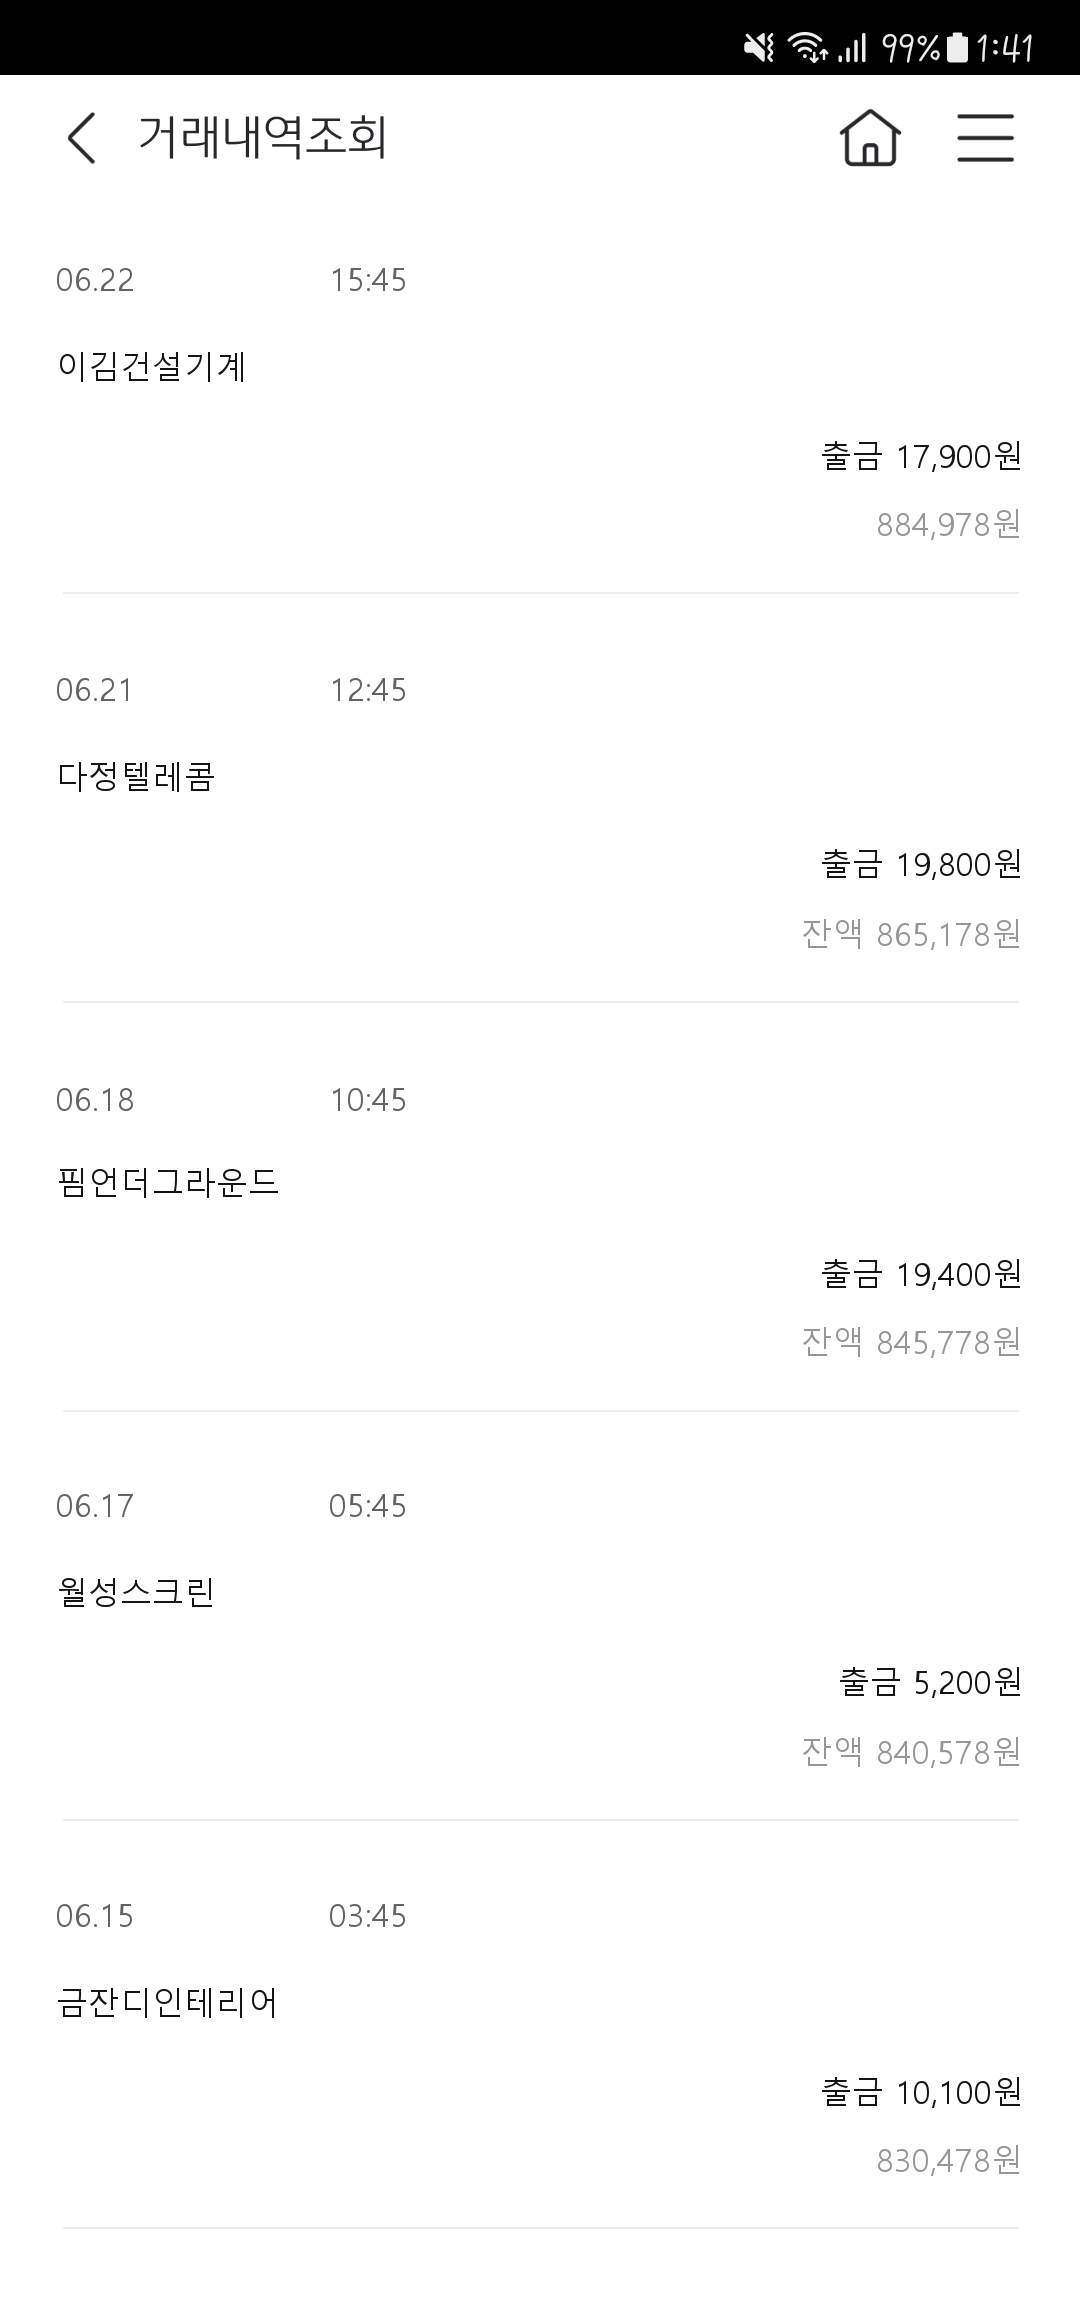 99% 1:41
거래내역조회
06.22 15:45
이김건설기계
출금 17,900원
884,978원
06.21 12:45
다정텔레콤
출금 19,800원
잔액 865,178원
06.18 10:45
핌언더그라운드
출금 19,400원
잔액 845,778원
06.17 05:45
월성스크린
출금 5,200원
잔액 840,578원
06.15 03:45
금잔디인테리어
출금 10,100원
830,478원